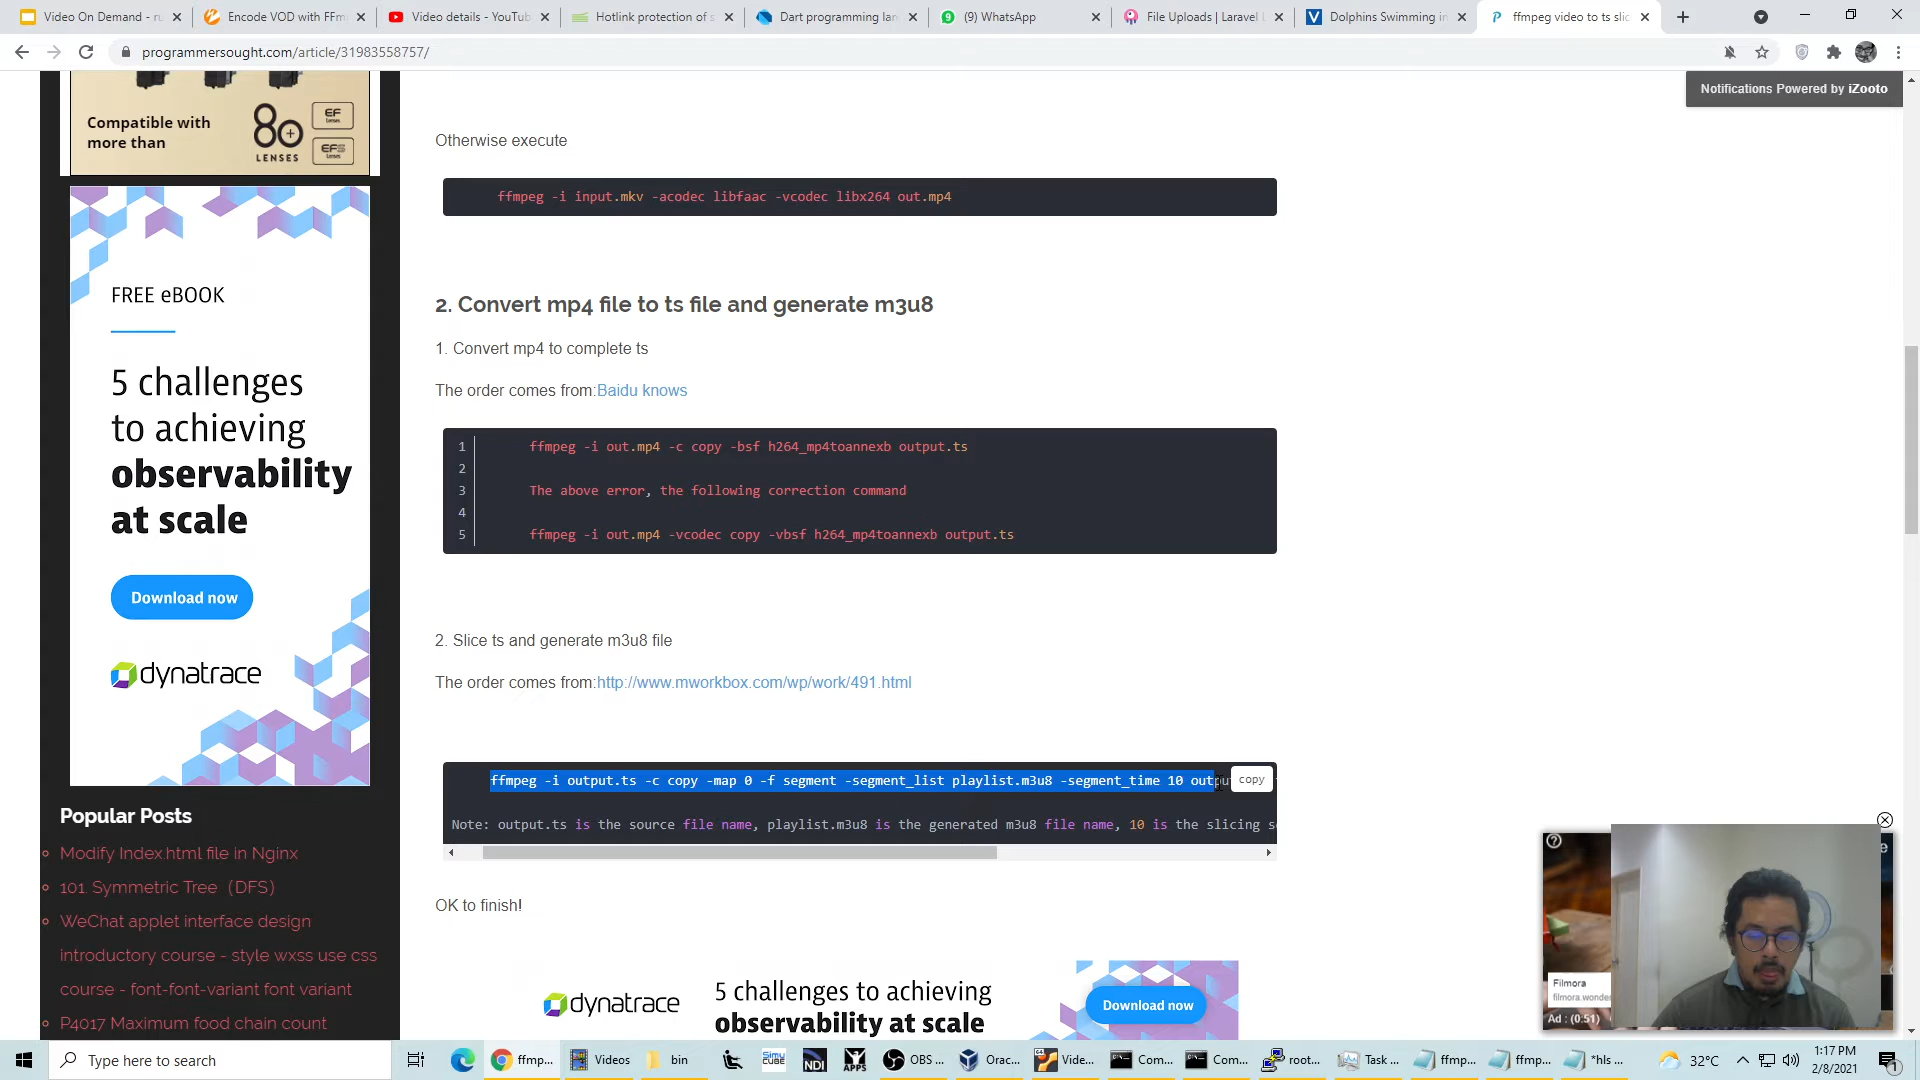 Video On Demand - ru
Encode VOD with FFm
Video details - YouTub
Hotlink protection of s
Dart programming lan
(9) WhatsApp
File Uploads | Laravel L
Dolphins Swimming in
ffmpeg video to ts slic
programmersought.com/article/31983558757/
Notifications Powered by iZooto
Compatible with
more than
80+
LENSES
EF
Lenses
EFS
Lenses
FREE eBOOK
5 challenges
to achieving
observability
at scale
Download now
dynatrace
Popular Posts
Modify Index.html file in Nginx
101. Symmetric Tree（DFS）
WeChat applet interface design
introductory course - style wxss use css
course - font-font-variant font variant
P4017 Maximum food chain count
Otherwise execute
ffmpeg -i input.mkv -acodec libfaac -vcodec libx264 out.mp4
2. Convert mp4 file to ts file and generate m3u8
1. Convert mp4 to complete ts
The order comes from:Baidu knows
1 ffmpeg -i out.mp4 -c copy -bsf h264_mp4toannexb output.ts
2
3 The above error, the following correction command
4
5 ffmpeg -i out.mp4 -vcodec copy -vbsf h264_mp4toannexb output.ts
2. Slice ts and generate m3u8 file
The order comes from:http://www.mworkbox.com/wp/work/491.html
ffmpeg -i output.ts -c copy -map 0 -f segment -segment_list playlist.m3u8 -segment_time 10 outpu
copy
Note: output.ts is the source file name, playlist.m3u8 is the generated m3u8 file name, 10 is the slicing s
OK to finish!
dynatrace
5 challenges to achieving
observability at scale
Download now
Filmora
filmora.wonder
Ad : (0:51)
Type here to search
ffmp...
Videos
bin
Simu
CUBE
NDI
APPS
OBS ...
Orac...
Vide...
Com...
Com...
root...
Task ...
ffmp...
ffmp...
*hls ...
32°C
1:17 PM
2/8/2021
1